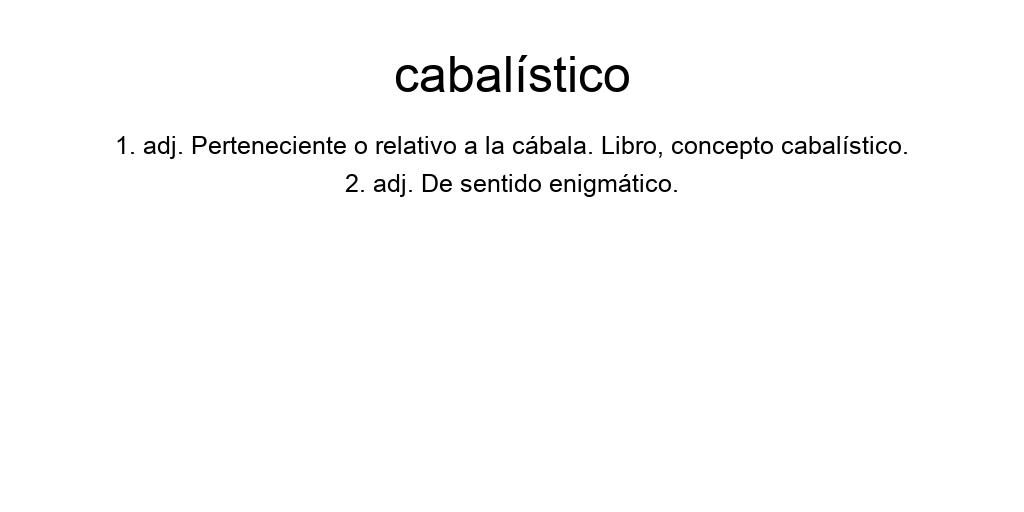 cabalístico
1. adj. Perteneciente o relativo a la cábala. Libro, concepto cabalístico.
2. adj. De sentido enigmático.